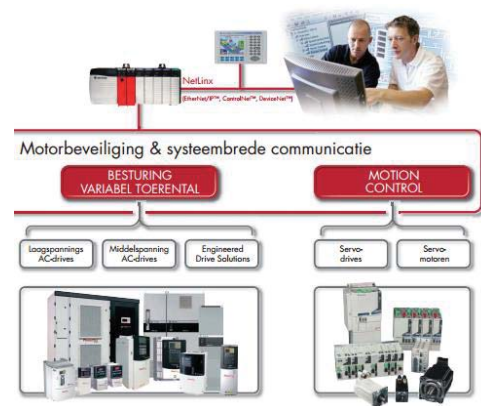 NetLinx
(EtherNet/IP™, ControlNet™, DeviceNet™)
Motorbeveiliging & systeembrede communicatie
BESTURING
VARIABEL TOERENTAL
MOTION
CONTROL
Laagspannings
AC-drives
Middelspanning
AC-drives
Engineered
Drive Solutions
Servo-
drives
Servo-
motoren